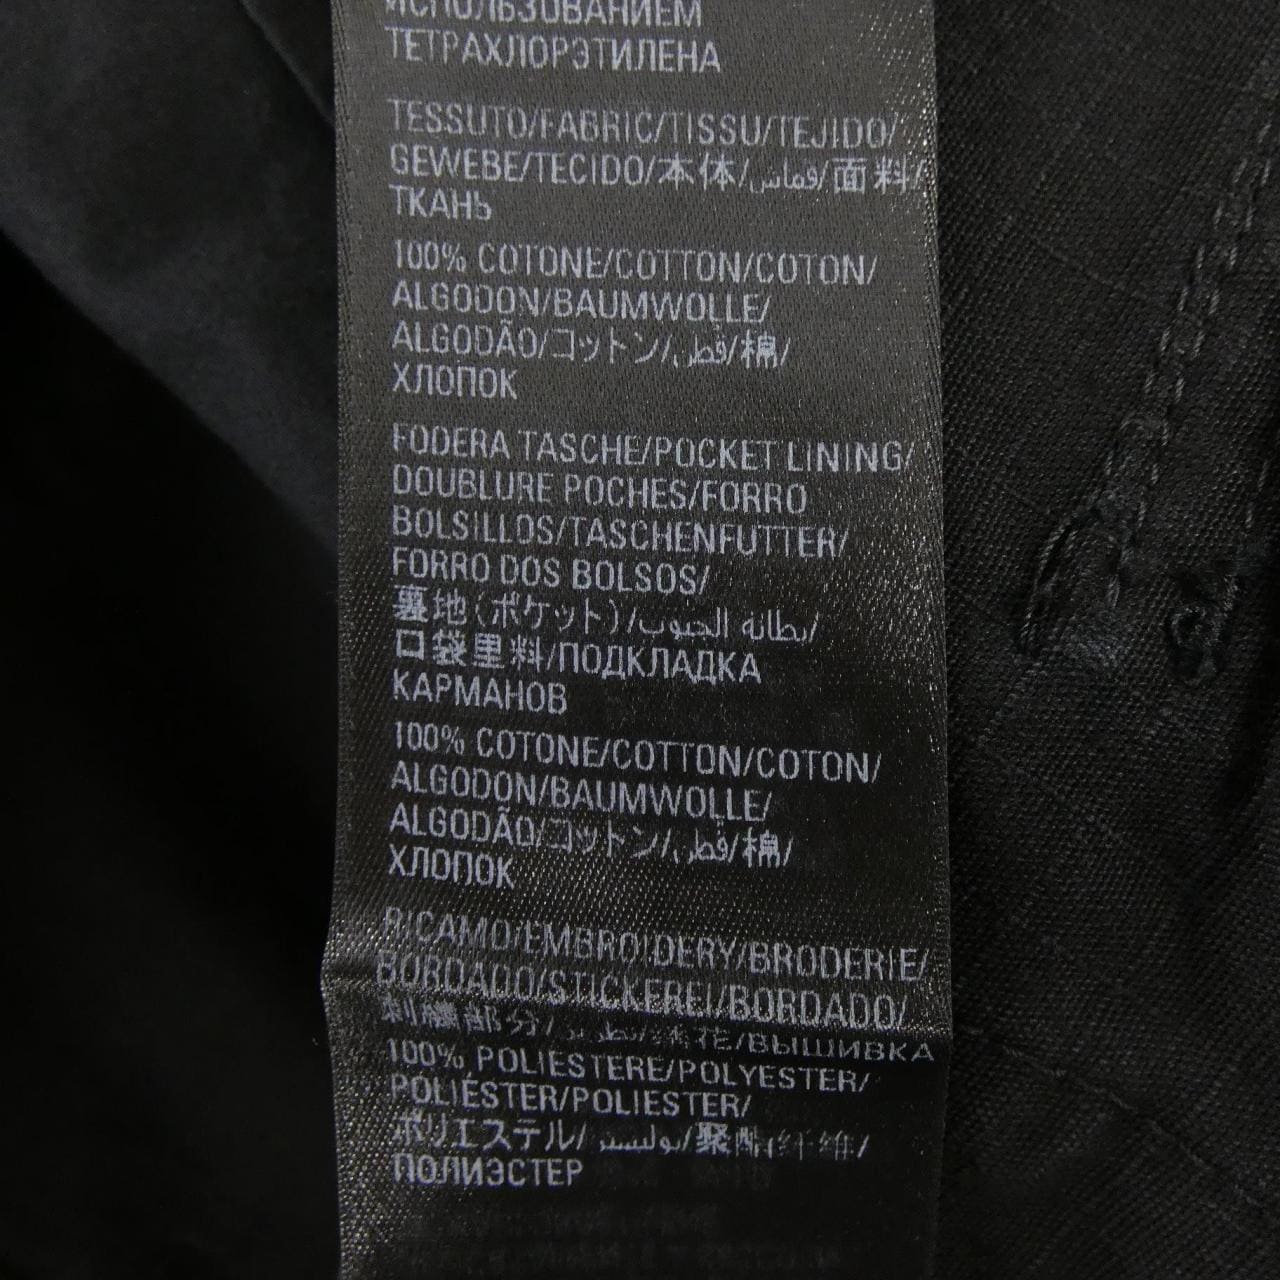 ИСПОЛЬЗОВАНИЕМ
ТЕТРАХЛОРЭТИЛЕНА
TESSUTO/FABRIC/TISSU/TEJIDO/
GEWEBE/TECIDO/本体/قماس/面料/
ТКАНЬ
100% COTONE/COTTON/COTON/
ALGODON/BAUMWOLLE/
ALGODÃO/コットン/قطن/棉/
ХЛОПОК
FODERA TASCHE/POCKET LINING/
DOUBLURE POCHES/FORRO
BOLSILLOS/TASCHENFUTTER/
FORRO DOS BOLSOS/
裏地(ポケット)/بطانة الجيوب/
口袋里料/ПОДКЛАДКА
КАРМАНОВ
100% COTONE/COTTON/COTON/
ALGODON/BAUMWOLLE/
ALGODÃO/コットン/قطن/棉/
ХЛОПОК
RICAMO/EMBROIDERY/BRODERIE/
BORDADO/STICKEREI/BORDADO/
刺繍部分/تطريز/绣花/ВЫШИВКА
100% POLIESTERE/POLYESTER/
POLIÉSTER/POLIESTER/
ポリエステル/بوليستر/聚酯纤维/
ПОЛИЭСТЕР